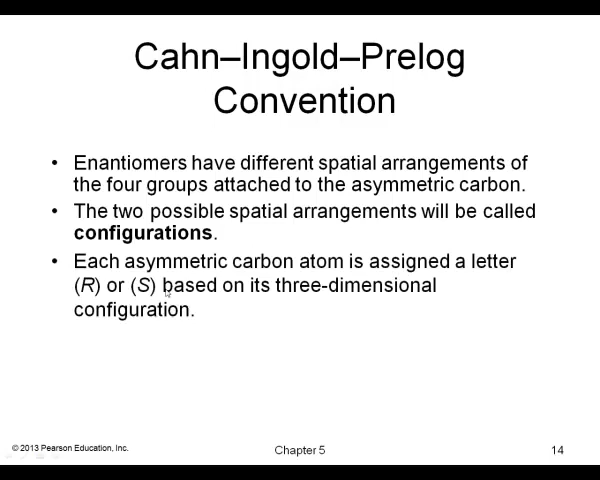 Cahn–Ingold–Prelog
Convention
• Enantiomers have different spatial arrangements of
the four groups attached to the asymmetric carbon.
• The two possible spatial arrangements will be called
configurations.
• Each asymmetric carbon atom is assigned a letter
(R) or (S) based on its three-dimensional
configuration.
© 2013 Pearson Education, Inc.
Chapter 5
14